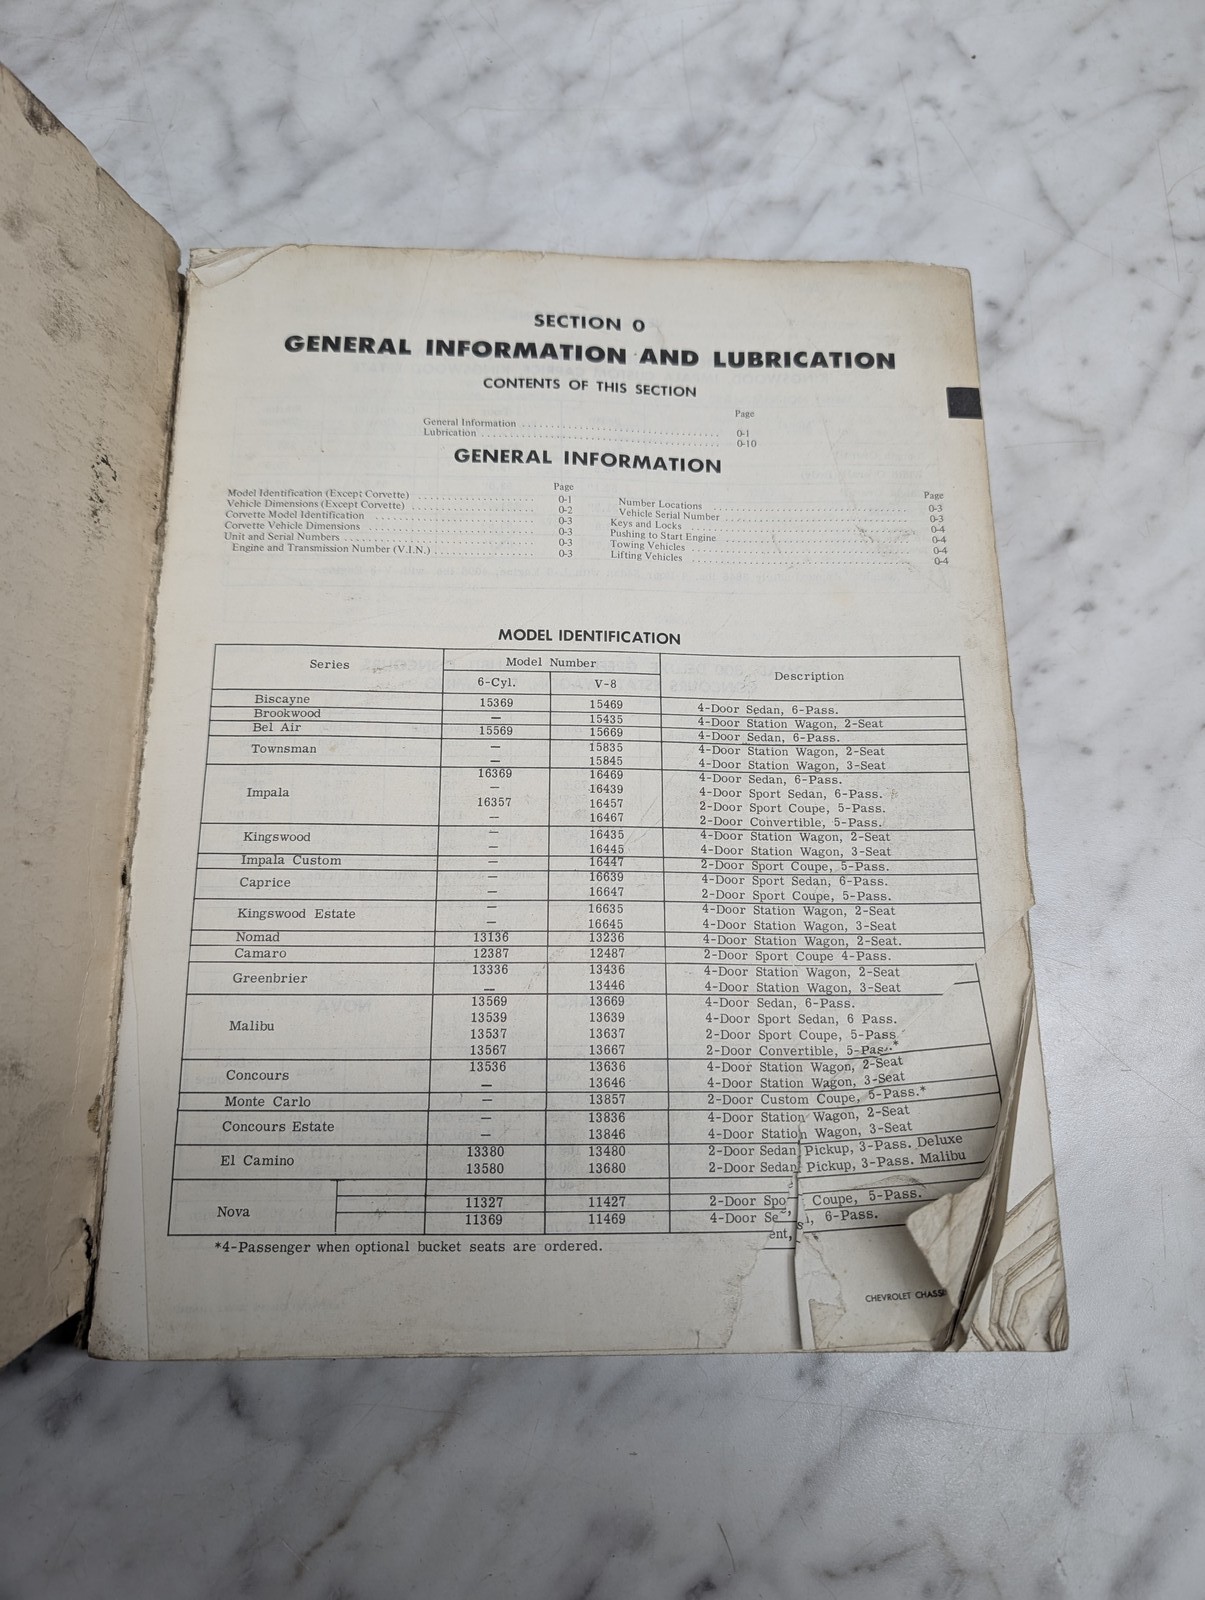 SECTION 0
GENERAL INFORMATION AND LUBRICATION
CONTENTS OF THIS SECTION
Page
General Information 0-1
Lubrication 0-10
GENERAL INFORMATION
Page
Model Identification (Except Corvette) 0-1
Vehicle Dimensions (Except Corvette) 0-2
Corvette Model Identification 0-3
Corvette Vehicle Dimensions 0-3
Unit and Serial Numbers 0-3
Engine and Transmission Number (V.I.N.) 0-3
Page
Number Locations 0-3
Vehicle Serial Number 0-3
Keys and Locks 0-4
Pushing to Start Engine 0-4
Towing Vehicles 0-4
Lifting Vehicles 0-4
MODEL IDENTIFICATION
Series Model Number Description
6-Cyl. V-8
Biscayne 15369 15469 4-Door Sedan, 6-Pass.
Brookwood — 15435 4-Door Station Wagon, 2-Seat
Bel Air 15569 15669 4-Door Sedan, 6-Pass.
Townsman — 15835 4-Door Station Wagon, 2-Seat
— 15845 4-Door Station Wagon, 3-Seat
Impala 16369 16469 4-Door Sedan, 6-Pass.
— 16439 4-Door Sport Sedan, 6-Pass.
16357 16457 2-Door Sport Coupe, 5-Pass.
— 16467 2-Door Convertible, 5-Pass.
Kingswood — 16435 4-Door Station Wagon, 2-Seat
— 16445 4-Door Station Wagon, 3-Seat
Impala Custom — 16447 2-Door Sport Coupe, 5-Pass.
Caprice — 16639 4-Door Sport Sedan, 6-Pass.
— 16647 2-Door Sport Coupe, 5-Pass.
Kingswood Estate — 16635 4-Door Station Wagon, 2-Seat
— 16645 4-Door Station Wagon, 3-Seat
Nomad 13136 13236 4-Door Station Wagon, 2-Seat.
Camaro 12387 12487 2-Door Sport Coupe 4-Pass.
Greenbrier 13336 13436 4-Door Station Wagon, 2-Seat
— 13446 4-Door Station Wagon, 3-Seat
Malibu 13569 13669 4-Door Sedan, 6-Pass.
13539 13639 4-Door Sport Sedan, 6 Pass.
13537 13637 2-Door Sport Coupe, 5-Pass
13567 13667 2-Door Convertible, 5-Pass.*
Concours 13536 13636 4-Door Station Wagon, 2-Seat
— 13646 4-Door Station Wagon, 3-Seat
Monte Carlo — 13857 2-Door Custom Coupe, 5-Pass.*
Concours Estate — 13836 4-Door Station Wagon, 2-Seat
— 13846 4-Door Station Wagon, 3-Seat
El Camino 13380 13480 2-Door Sedan Pickup, 3-Pass. Deluxe
13580 13680 2-Door Sedan Pickup, 3-Pass. Malibu
Nova 11327 11427 2-Door Spo Coupe, 5-Pass.
11369 11469 4-Door Se 6-Pass.
*4-Passenger when optional bucket seats are ordered.
CHEVROLET